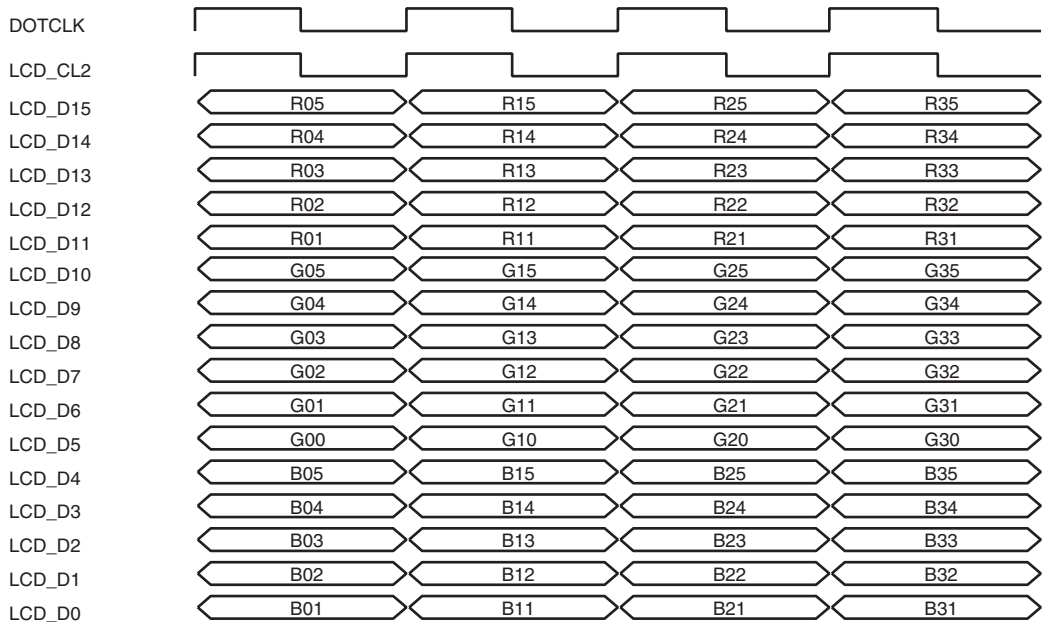 DOTCLK
LCD_CL2
LCD_D15 R05 R15 R25 R35
LCD_D14 R04 R14 R24 R34
LCD_D13 R03 R13 R23 R33
LCD_D12 R02 R12 R22 R32
LCD_D11 R01 R11 R21 R31
LCD_D10 G05 G15 G25 G35
LCD_D9 G04 G14 G24 G34
LCD_D8 G03 G13 G23 G33
LCD_D7 G02 G12 G22 G32
LCD_D6 G01 G11 G21 G31
LCD_D5 G00 G10 G20 G30
LCD_D4 B05 B15 B25 B35
LCD_D3 B04 B14 B24 B34
LCD_D2 B03 B13 B23 B33
LCD_D1 B02 B12 B22 B32
LCD_D0 B01 B11 B21 B31